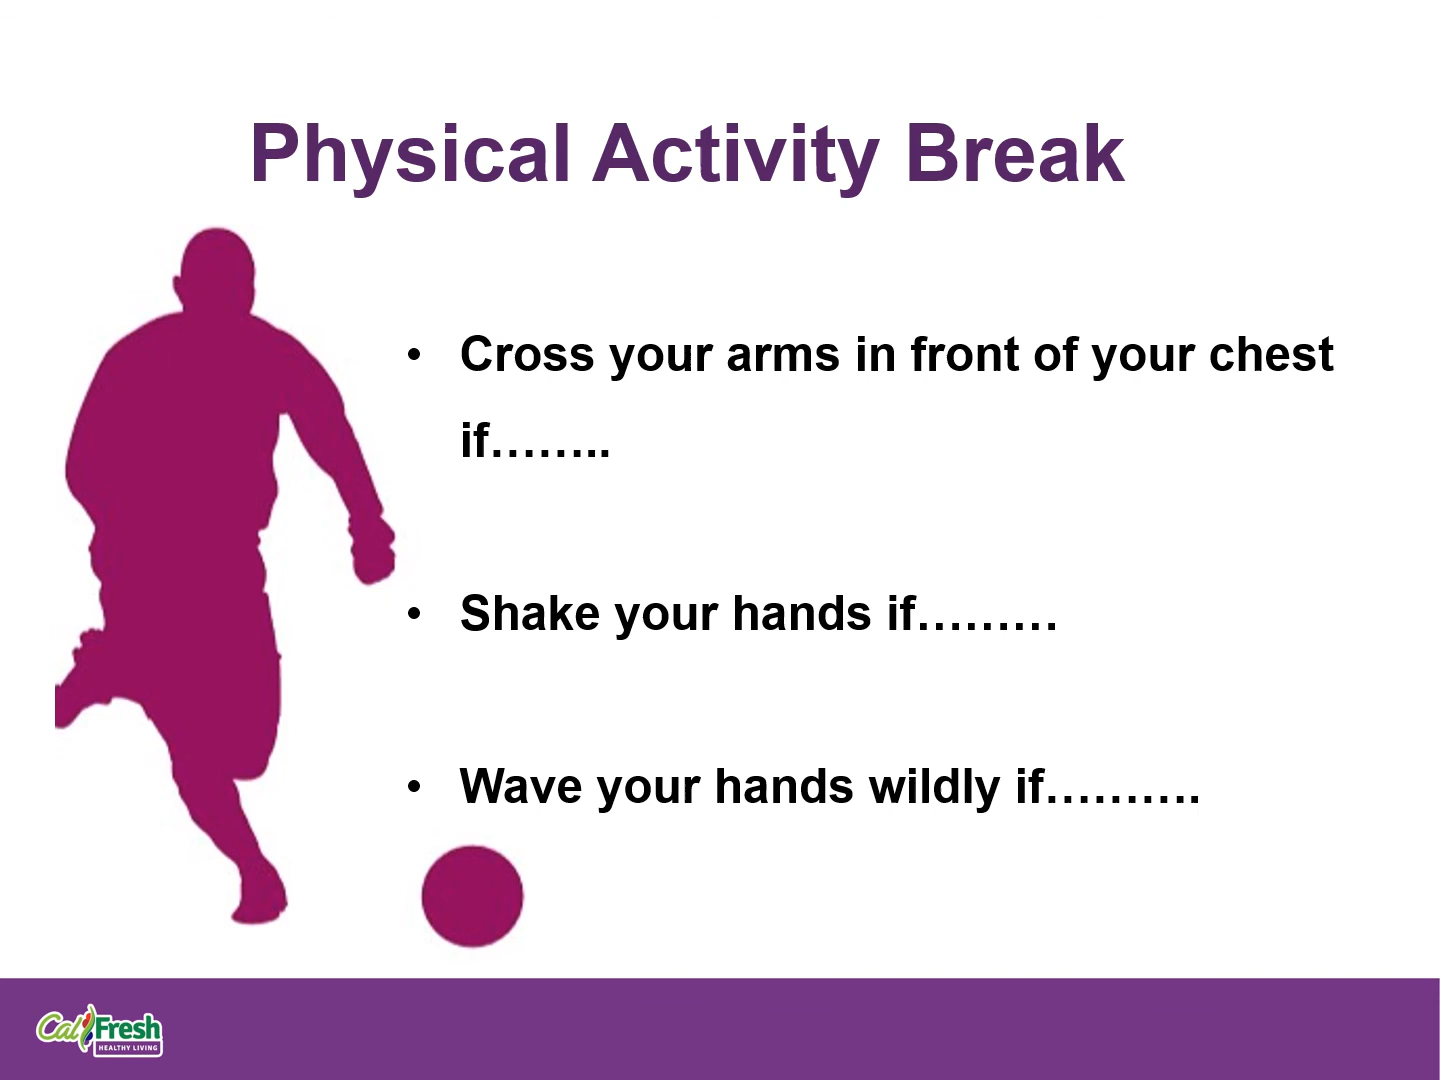 Physical Activity Break
• Cross your arms in front of your chest
if……..
• Shake your hands if………
• Wave your hands wildly if……….
CalFresh
HEALTHY LIVING